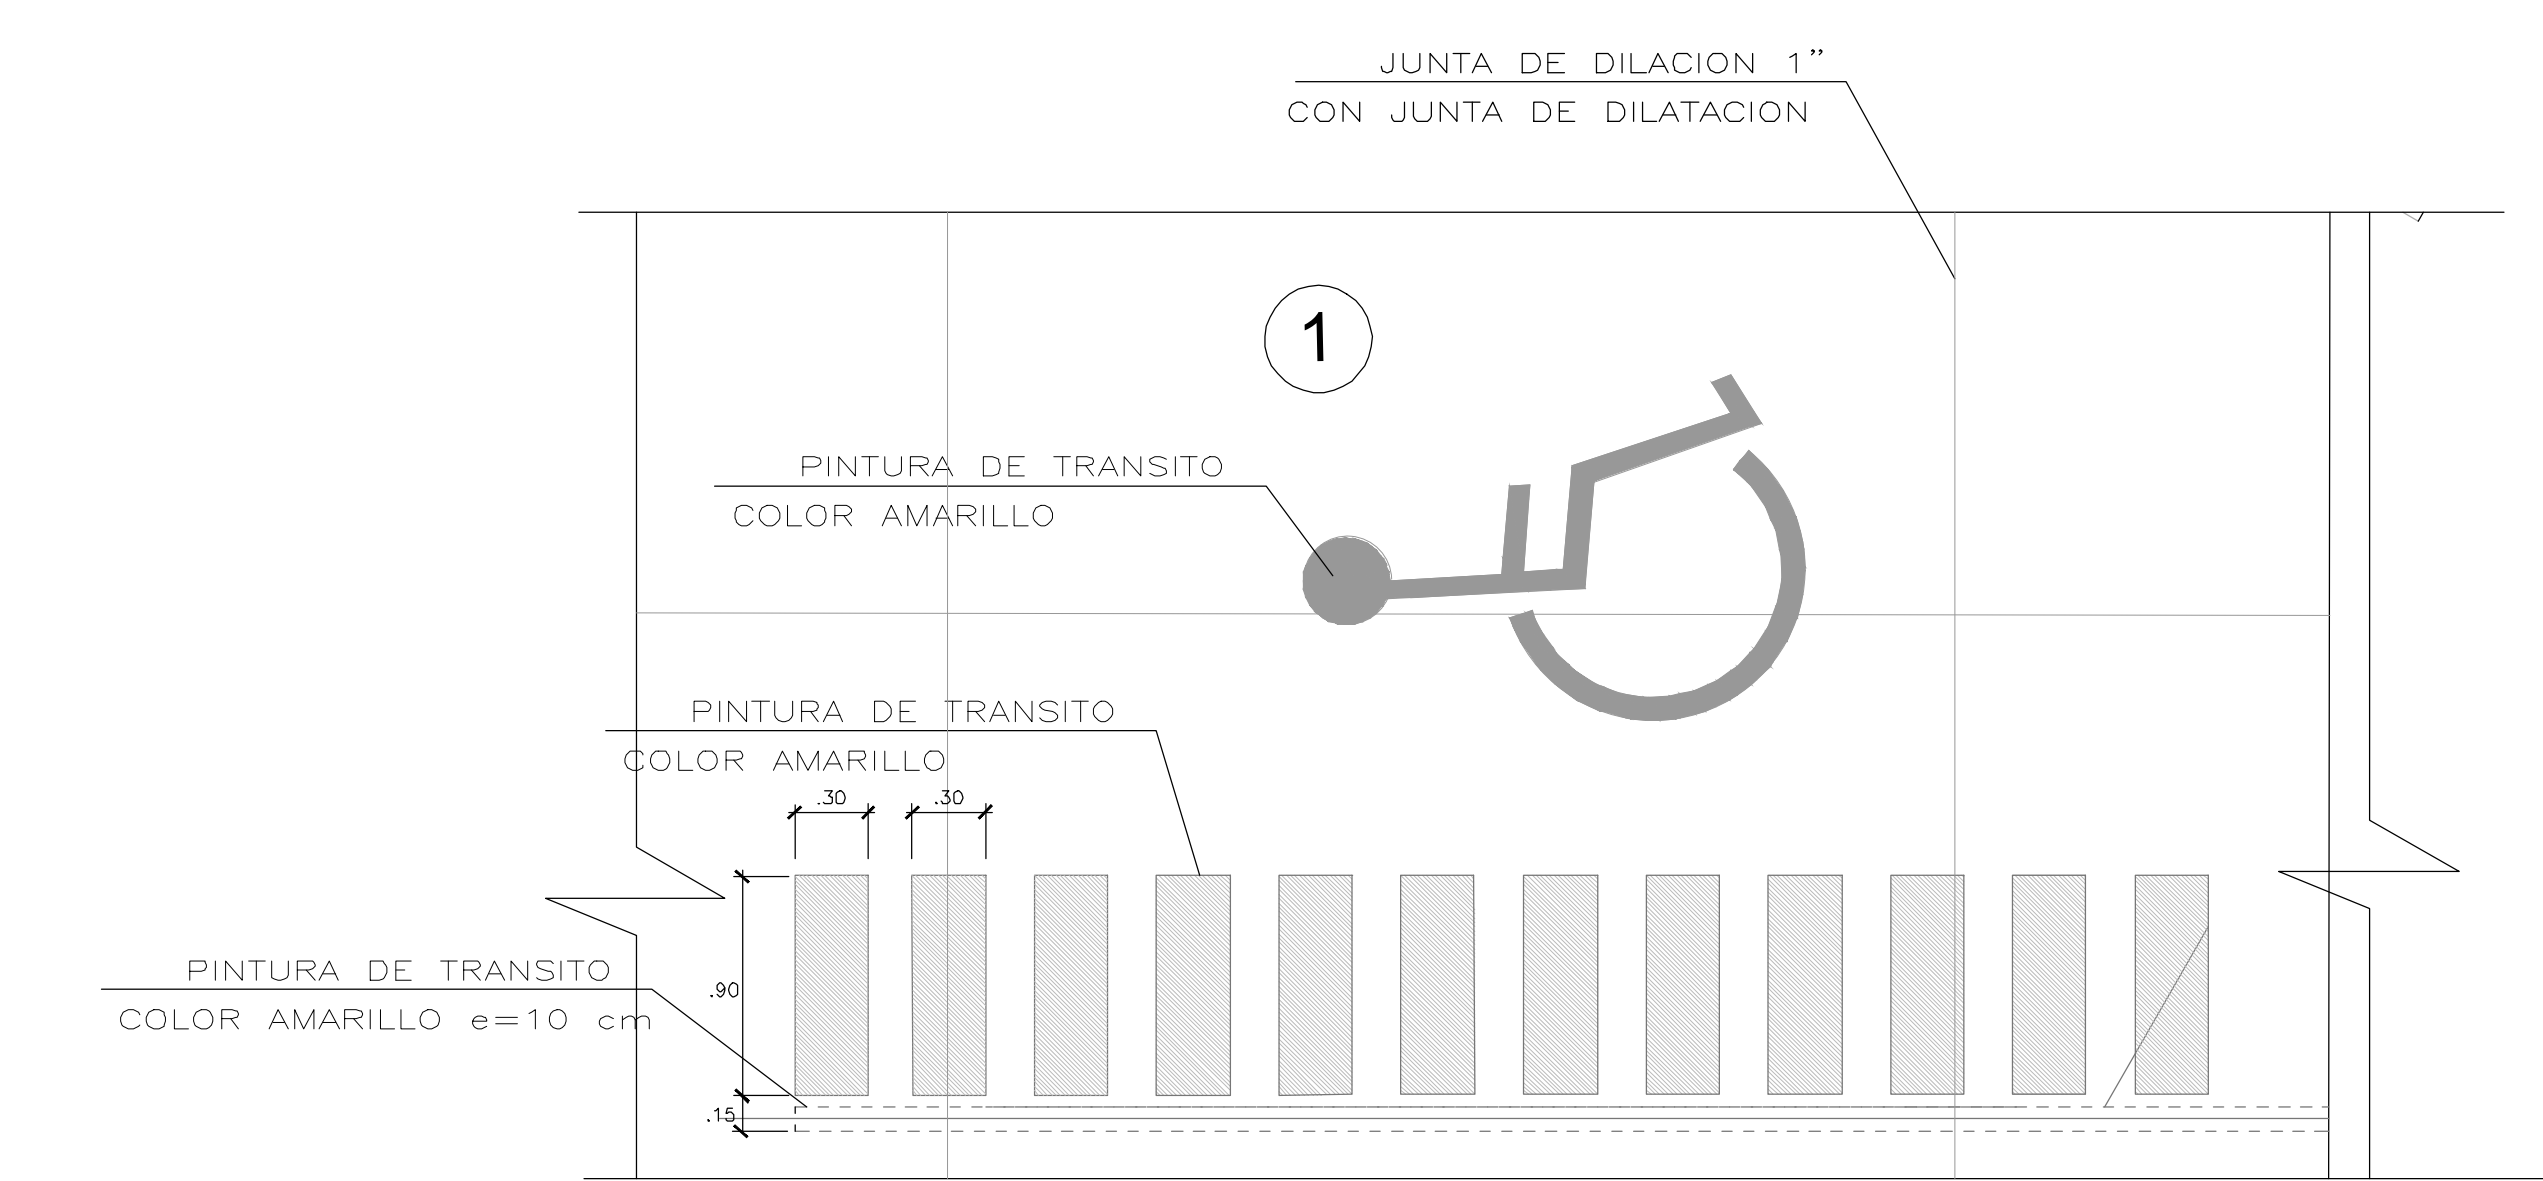 JUNTA DE DILACION 1”
CON JUNTA DE DILATACION
1
PINTURA DE TRANSITO
COLOR AMARILLO
PINTURA DE TRANSITO
COLOR AMARILLO
.30
.30
PINTURA DE TRANSITO
COLOR AMARILLO e=10 cm
.90
.15